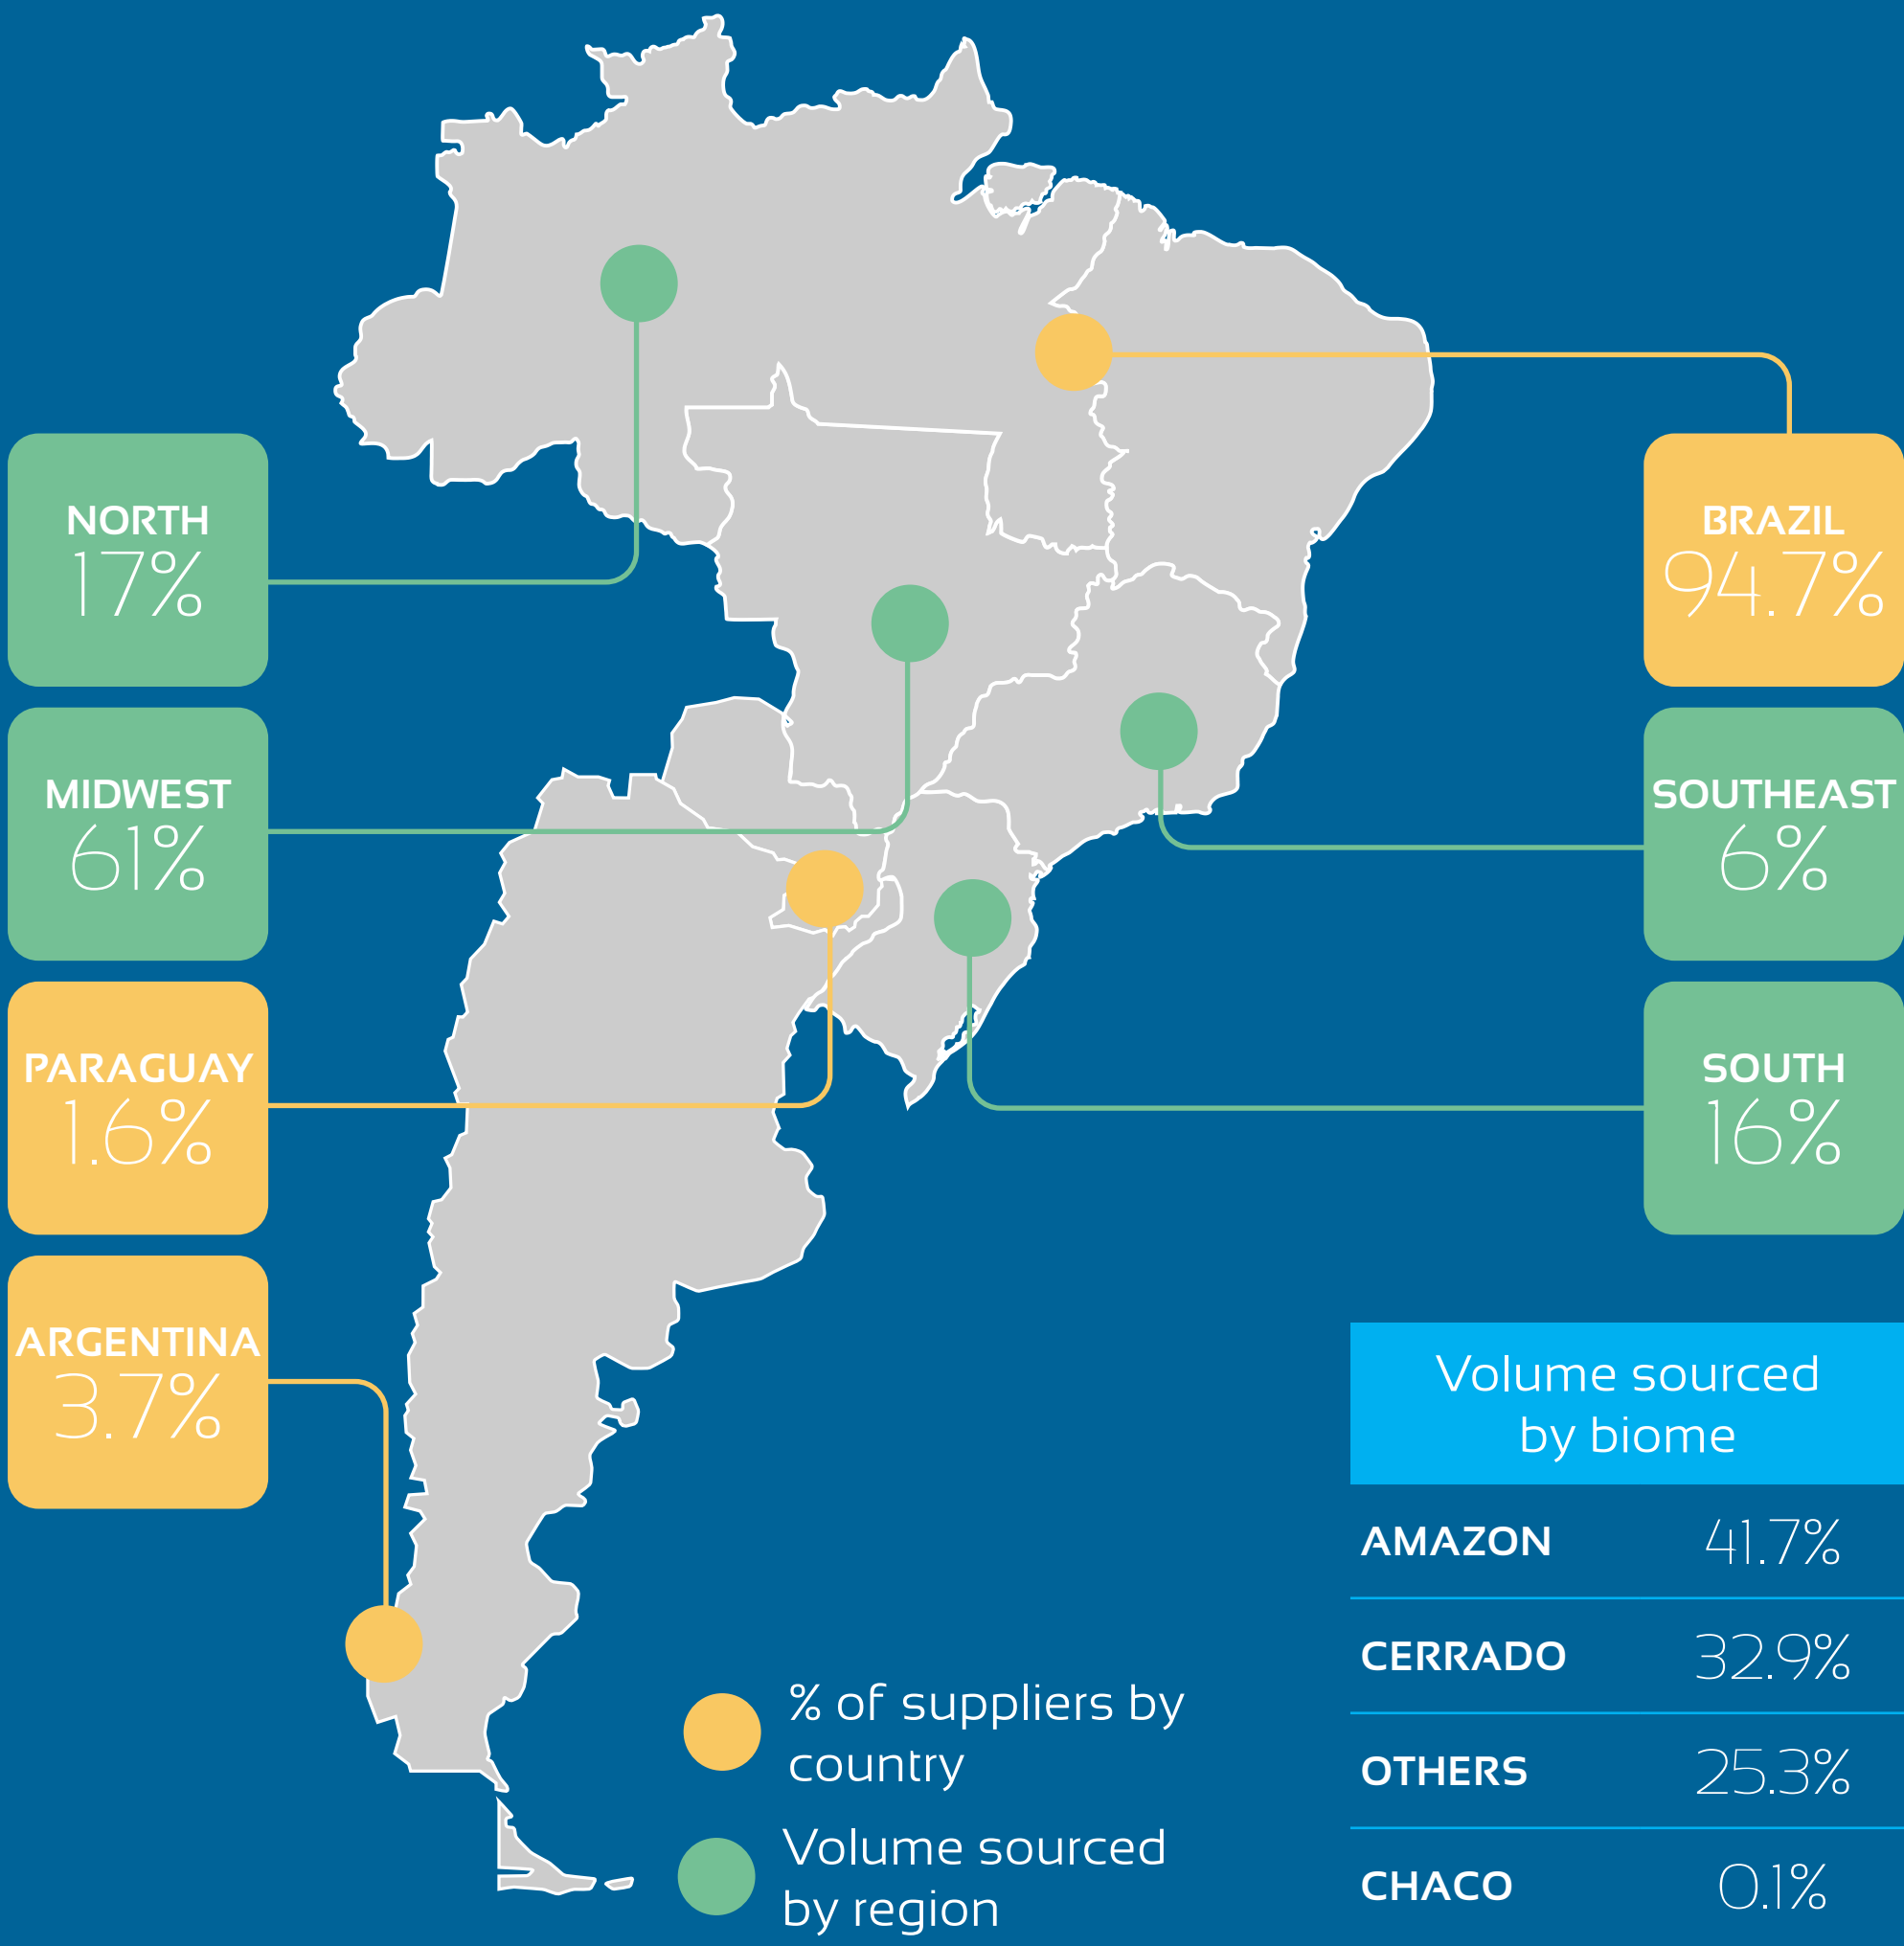 NORTH
17%
MIDWEST
61%
PARAGUAY
1.6%
ARGENTINA
3.7%
BRAZIL
94.7%
SOUTHEAST
6%
SOUTH
16%
% of suppliers by
country
Volume sourced
by region
Volume sourced
by biome
AMAZON 41.7%
CERRADO 32.9%
OTHERS 25.3%
CHACO 0.1%